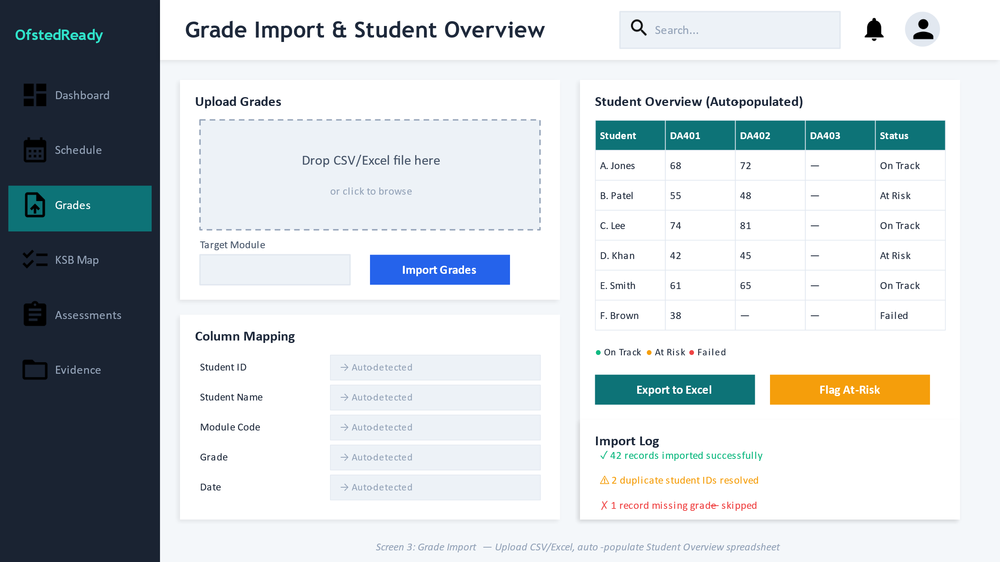 OfstedReady
Dashboard
Schedule
Grades
KSB Map
Assessments
Evidence
Grade Import & Student Overview
Search...
Upload Grades
Drop CSV/Excel file here
or click to browse
Target Module
Import Grades
Column Mapping
Student ID → Auto-detected
Student Name → Auto-detected
Module Code → Auto-detected
Grade → Auto-detected
Date → Auto-detected
Student Overview (Auto-populated)
Student DA401 DA402 DA403 Status
A. Jones 68 72 — On Track
B. Patel 55 48 — At Risk
C. Lee 74 81 — On Track
D. Khan 42 45 — At Risk
E. Smith 61 65 — On Track
F. Brown 38 — — Failed
● On Track ● At Risk ● Failed
Export to Excel
Flag At-Risk
Import Log
✓ 42 records imported successfully
⚠ 2 duplicate student IDs resolved
✗ 1 record missing grade — skipped
Screen 3: Grade Import — Upload CSV/Excel, auto-populate Student Overview spreadsheet